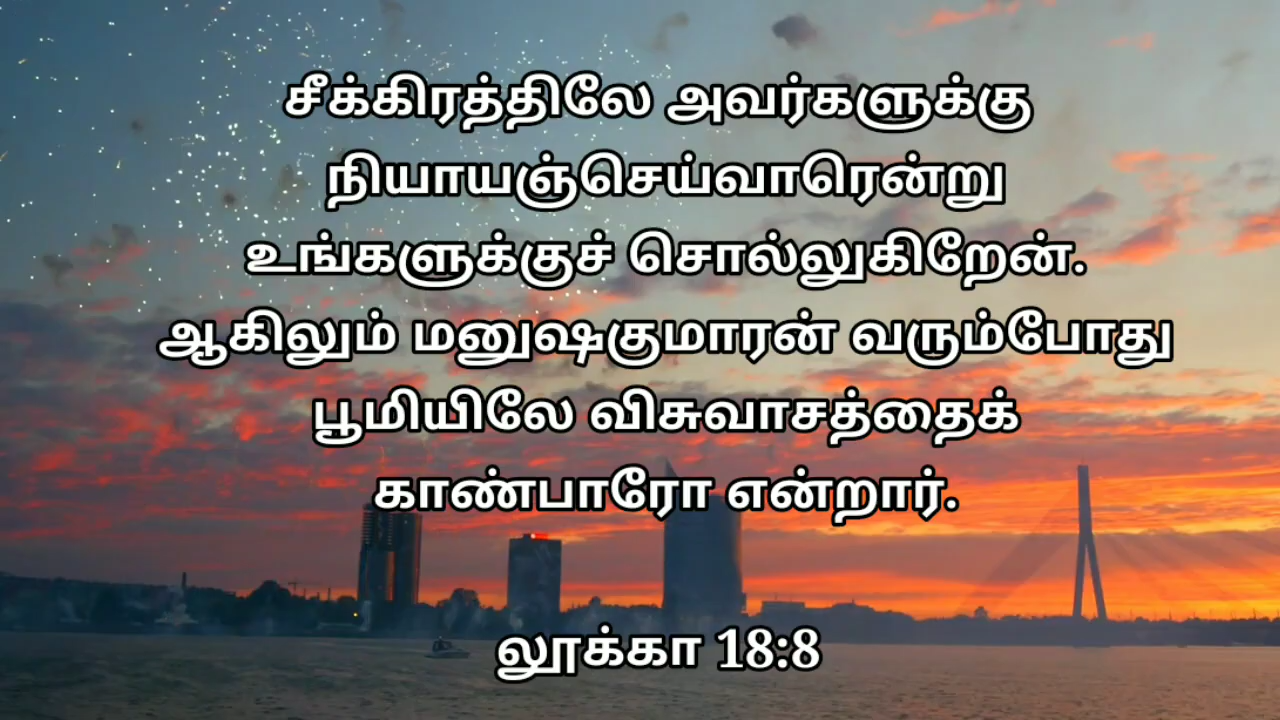 சீக்கிரத்திலே அவர்களுக்கு
நியாயஞ்செய்வாரென்று
உங்களுக்குச் சொல்லுகிறேன்.
ஆகிலும் மனுஷகுமாரன் வரும்போது
பூமியிலே விசுவாசத்தைக்
காண்பாரோ என்றார்.
லூக்கா 18:8